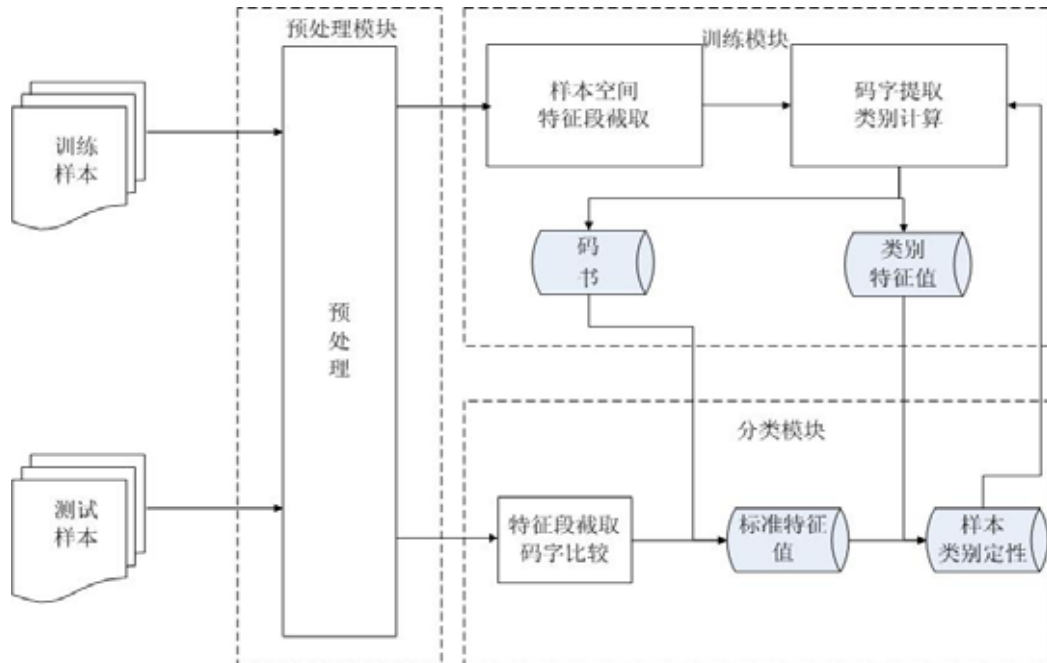 预处理模块
训练模块
训练
样本
样本空间
特征段截取
码字提取
类别计算
码
书
类别
特征值
预
处
理
分类模块
测试
样本
特征段截取
码字比较
标准特征
值
样本
类别定性